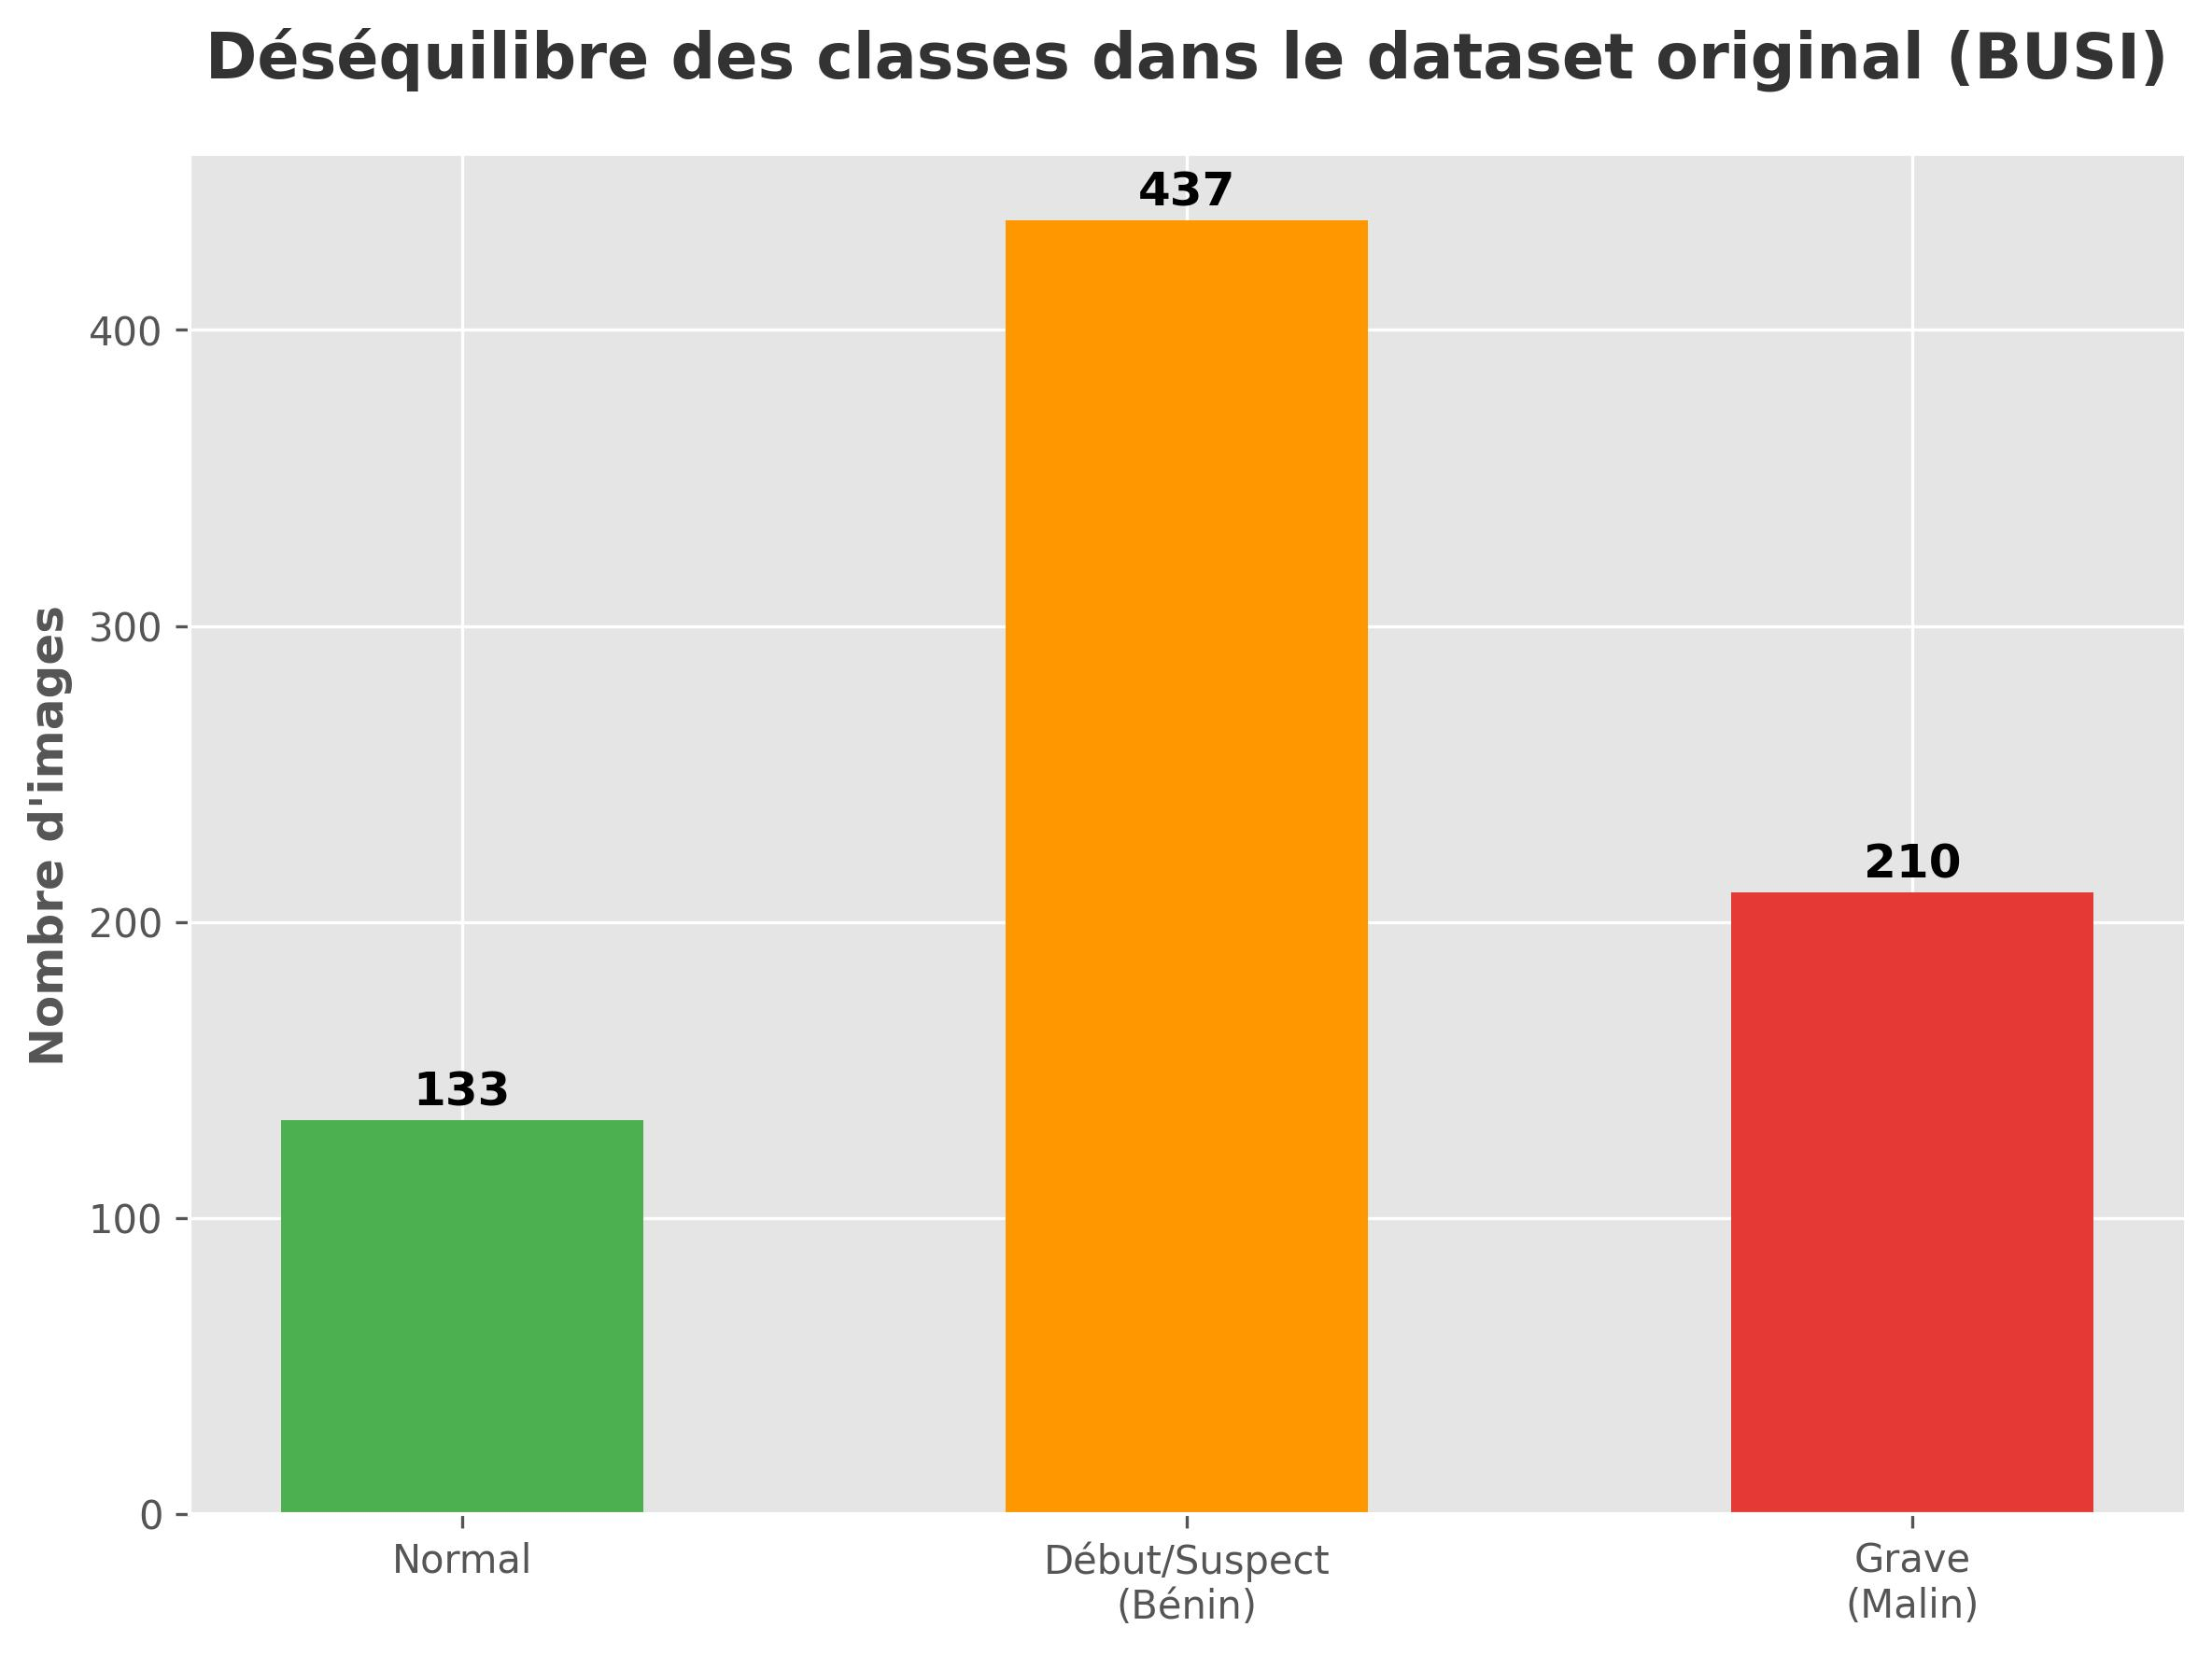 Déséquilibre des classes dans le dataset original (BUSI)
Nombre d'images
400
300
200
100
0
133
437
210
Normal
Début/Suspect
(Bénin)
Grave
(Malin)